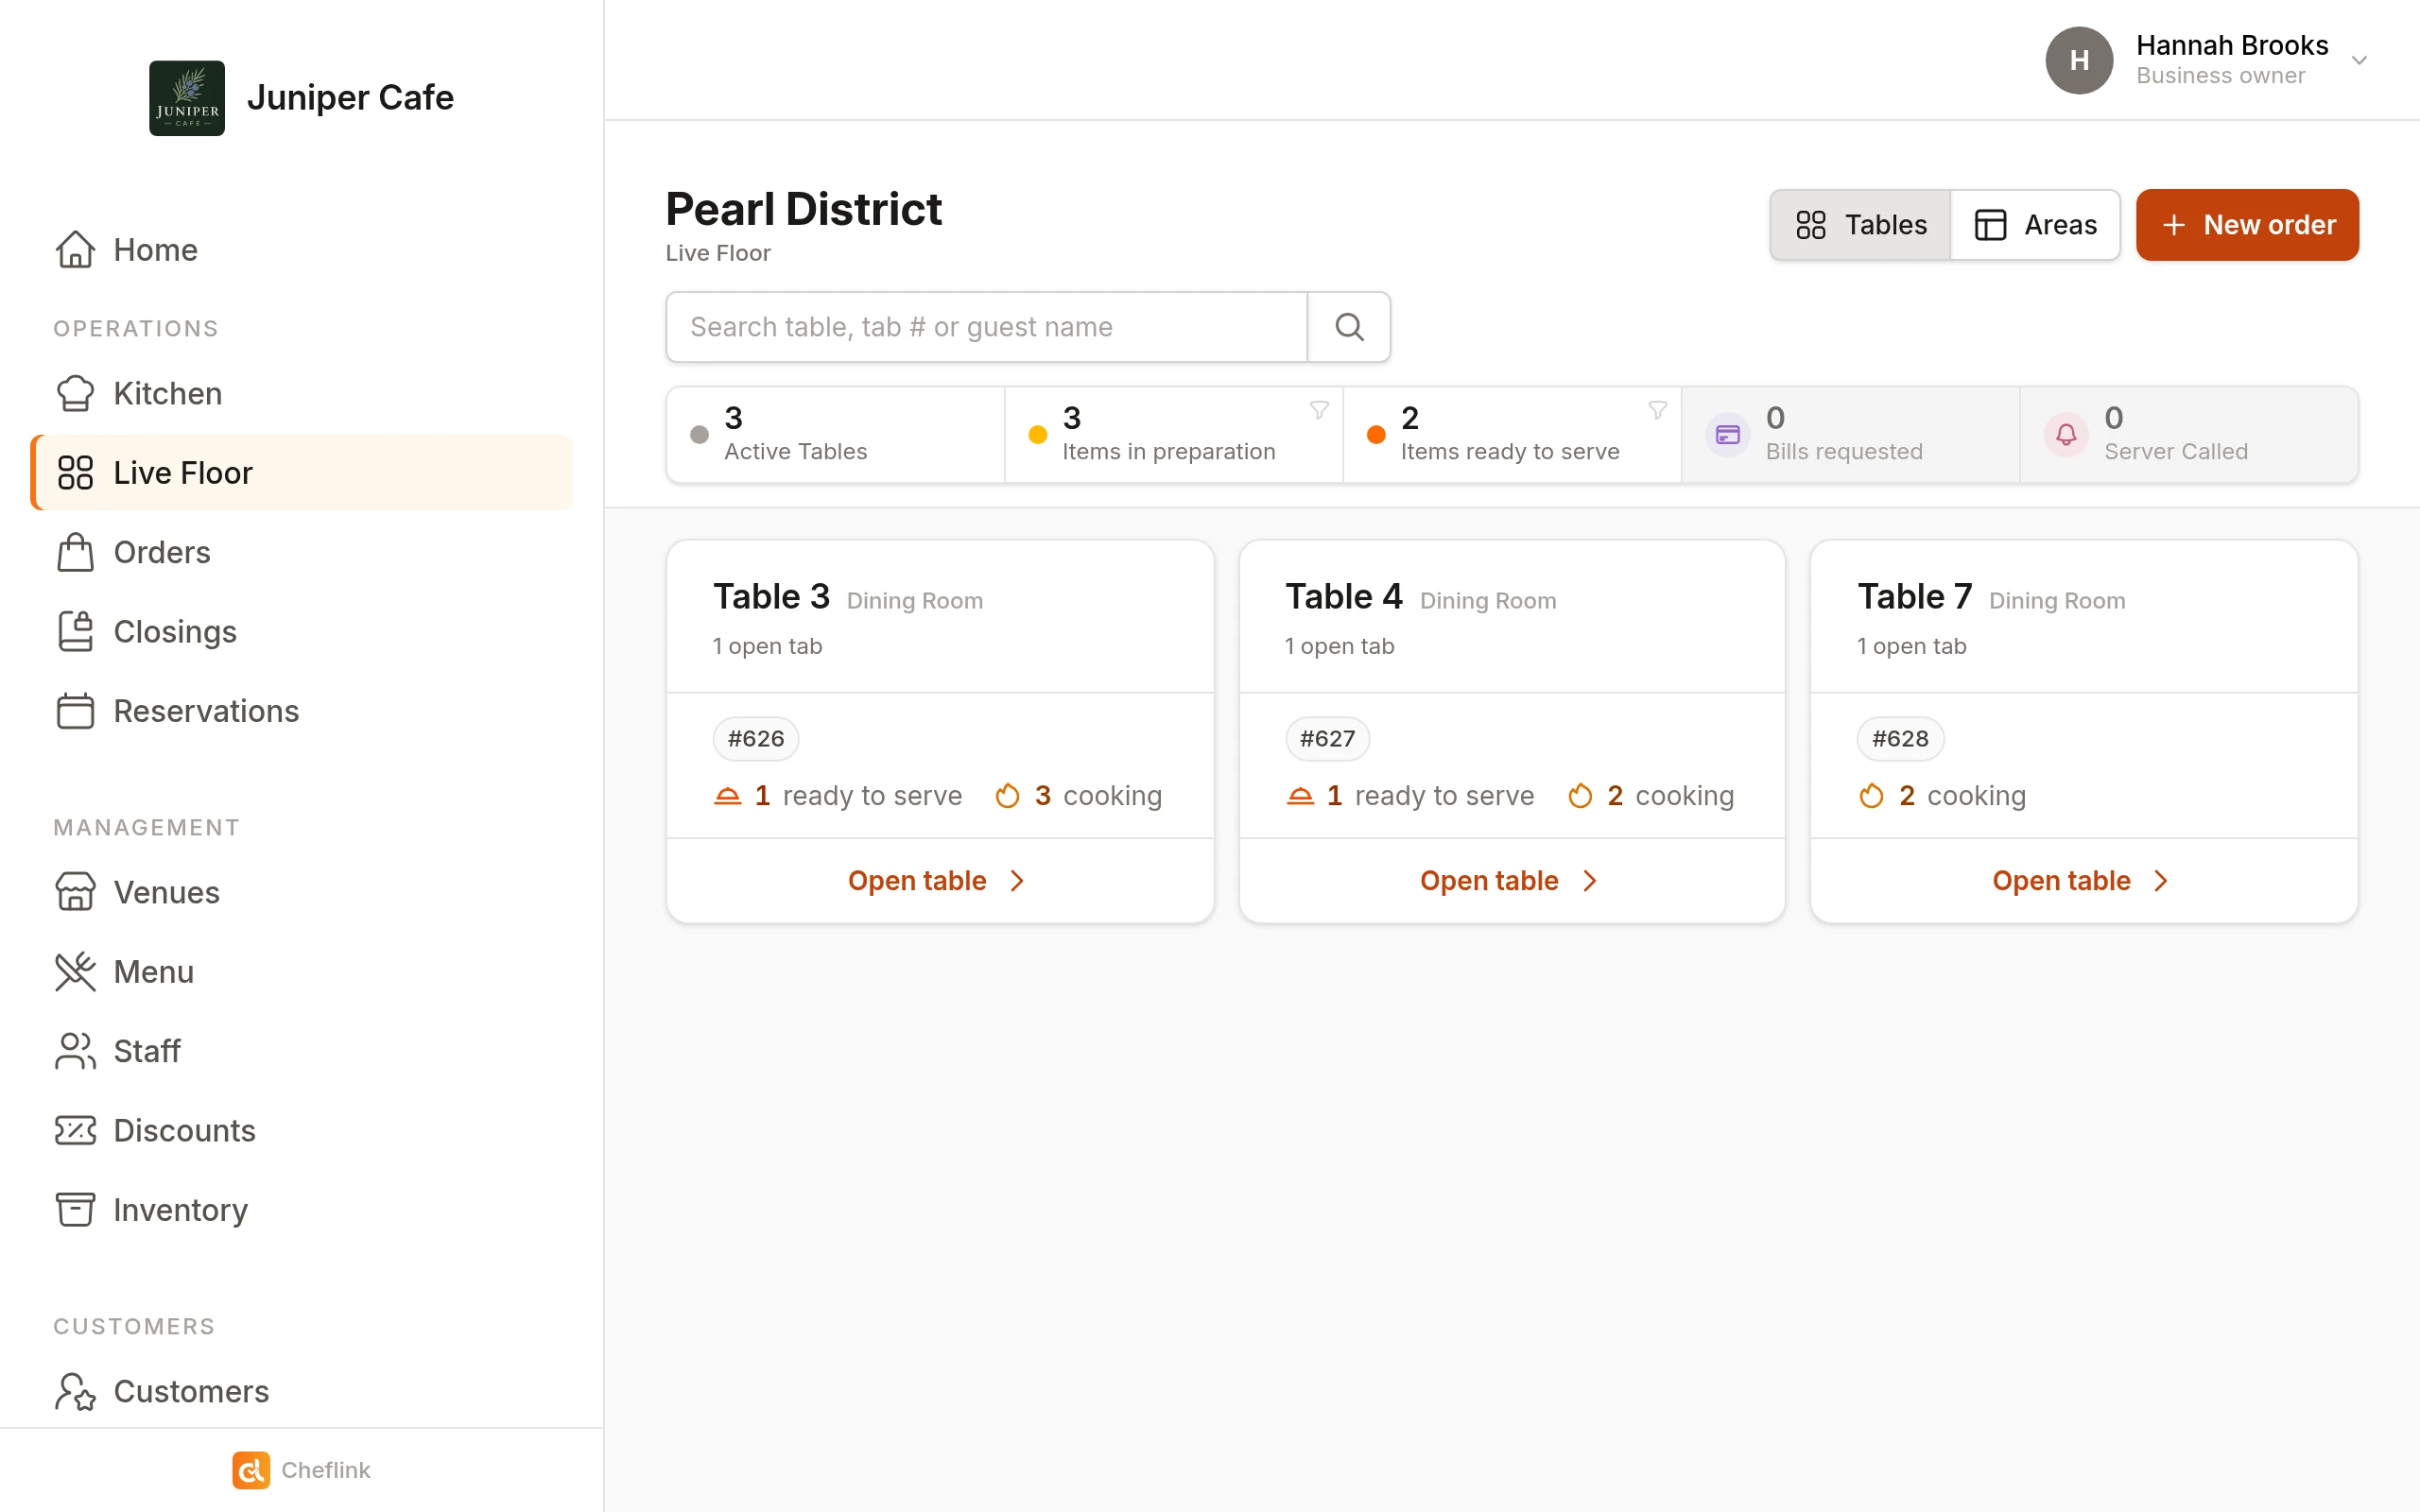 JUNIPER
CAFE
Juniper Cafe
Home
OPERATIONS
Kitchen
Live Floor
Orders
Closings
Reservations
MANAGEMENT
Venues
Menu
Staff
Discounts
Inventory
CUSTOMERS
Customers
Cheflink
H
Hannah Brooks
Business owner
Pearl District
Live Floor
Tables
Areas
New order
Search table, tab # or guest name
3
Active Tables
3
Items in preparation
2
Items ready to serve
0
Bills requested
0
Server Called
Table 3 Dining Room
1 open tab
#626
1 ready to serve 3 cooking
Open table
Table 4 Dining Room
1 open tab
#627
1 ready to serve 2 cooking
Open table
Table 7 Dining Room
1 open tab
#628
2 cooking
Open table